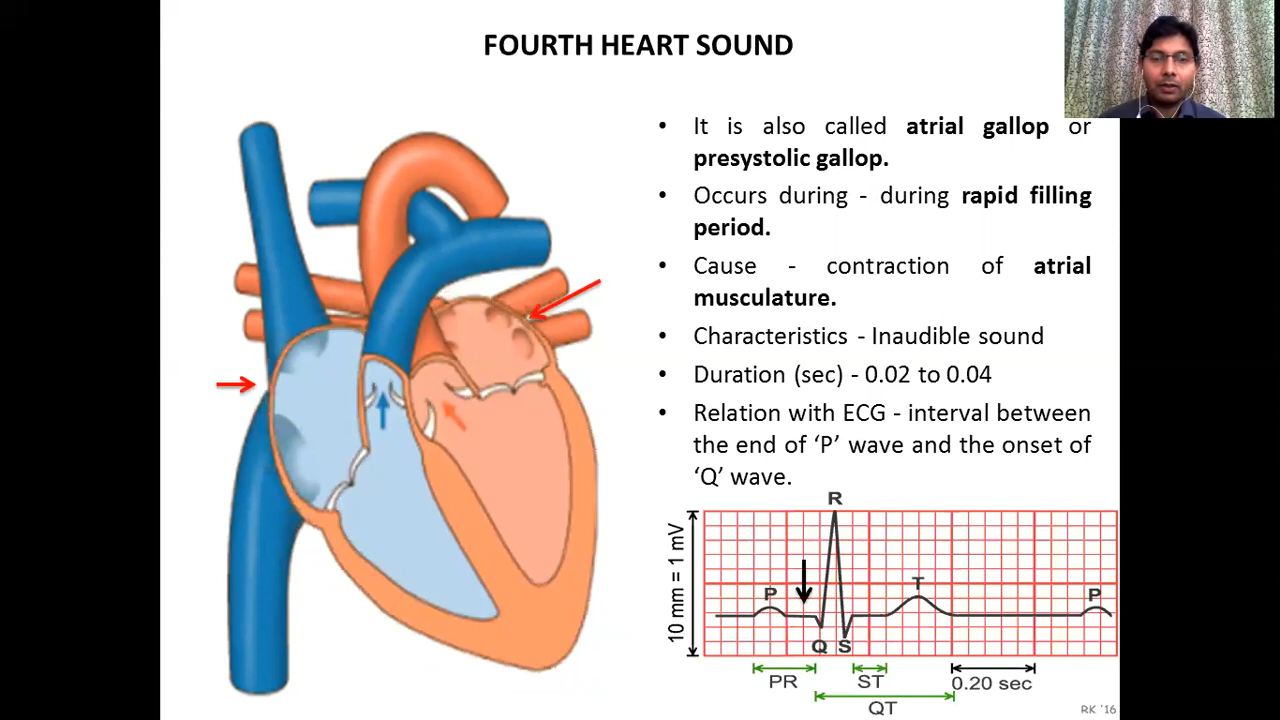 FOURTH HEART SOUND
• It is also called atrial gallop or
presystolic gallop.
• Occurs during - during rapid filling
period.
• Cause - contraction of atrial
musculature.
• Characteristics - Inaudible sound
• Duration (sec) - 0.02 to 0.04
• Relation with ECG - interval between
the end of ‘P’ wave and the onset of
‘Q’ wave.
R
10 mm = 1 mV
P
T
P
Q
S
PR
ST
0.20 sec
QT
RK '16